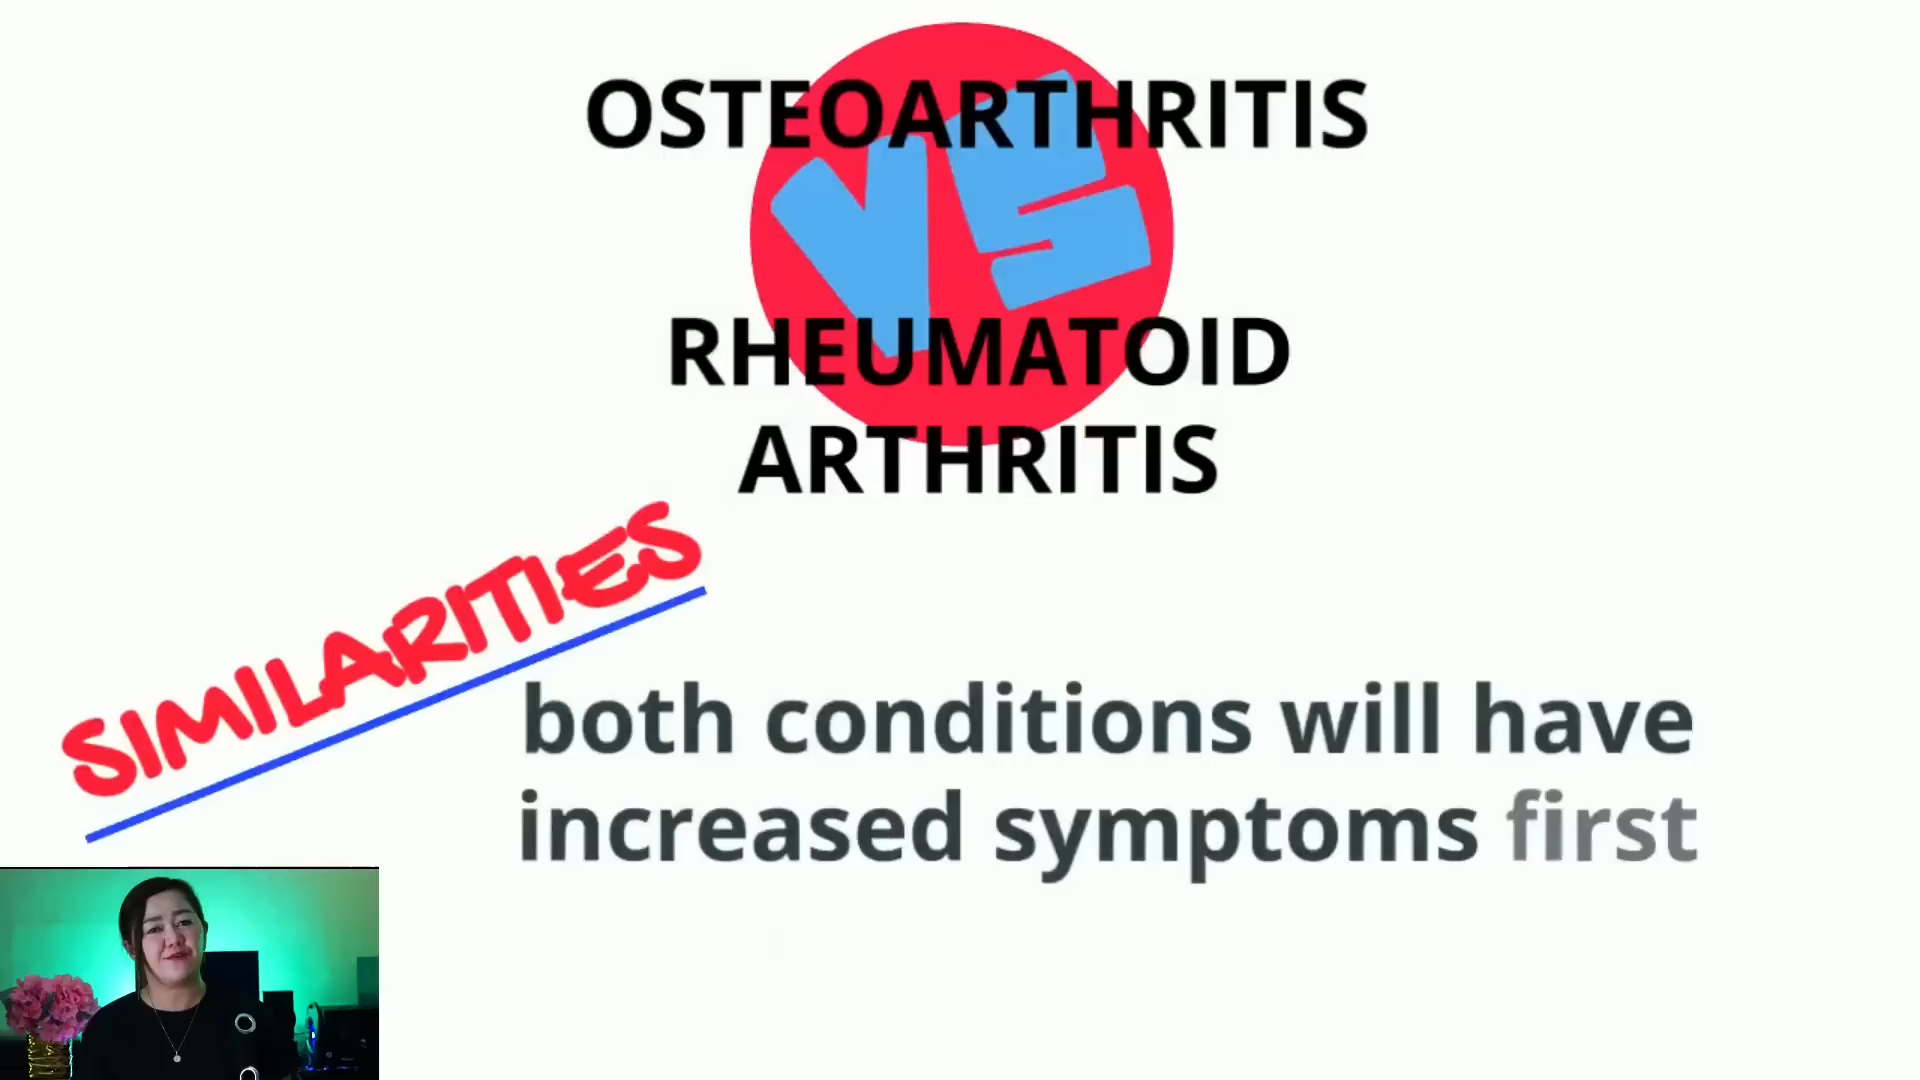 OSTEOARTHRITIS
VS
RHEUMATOID
ARTHRITIS
SIMILARITIES
both conditions will have
increased symptoms first